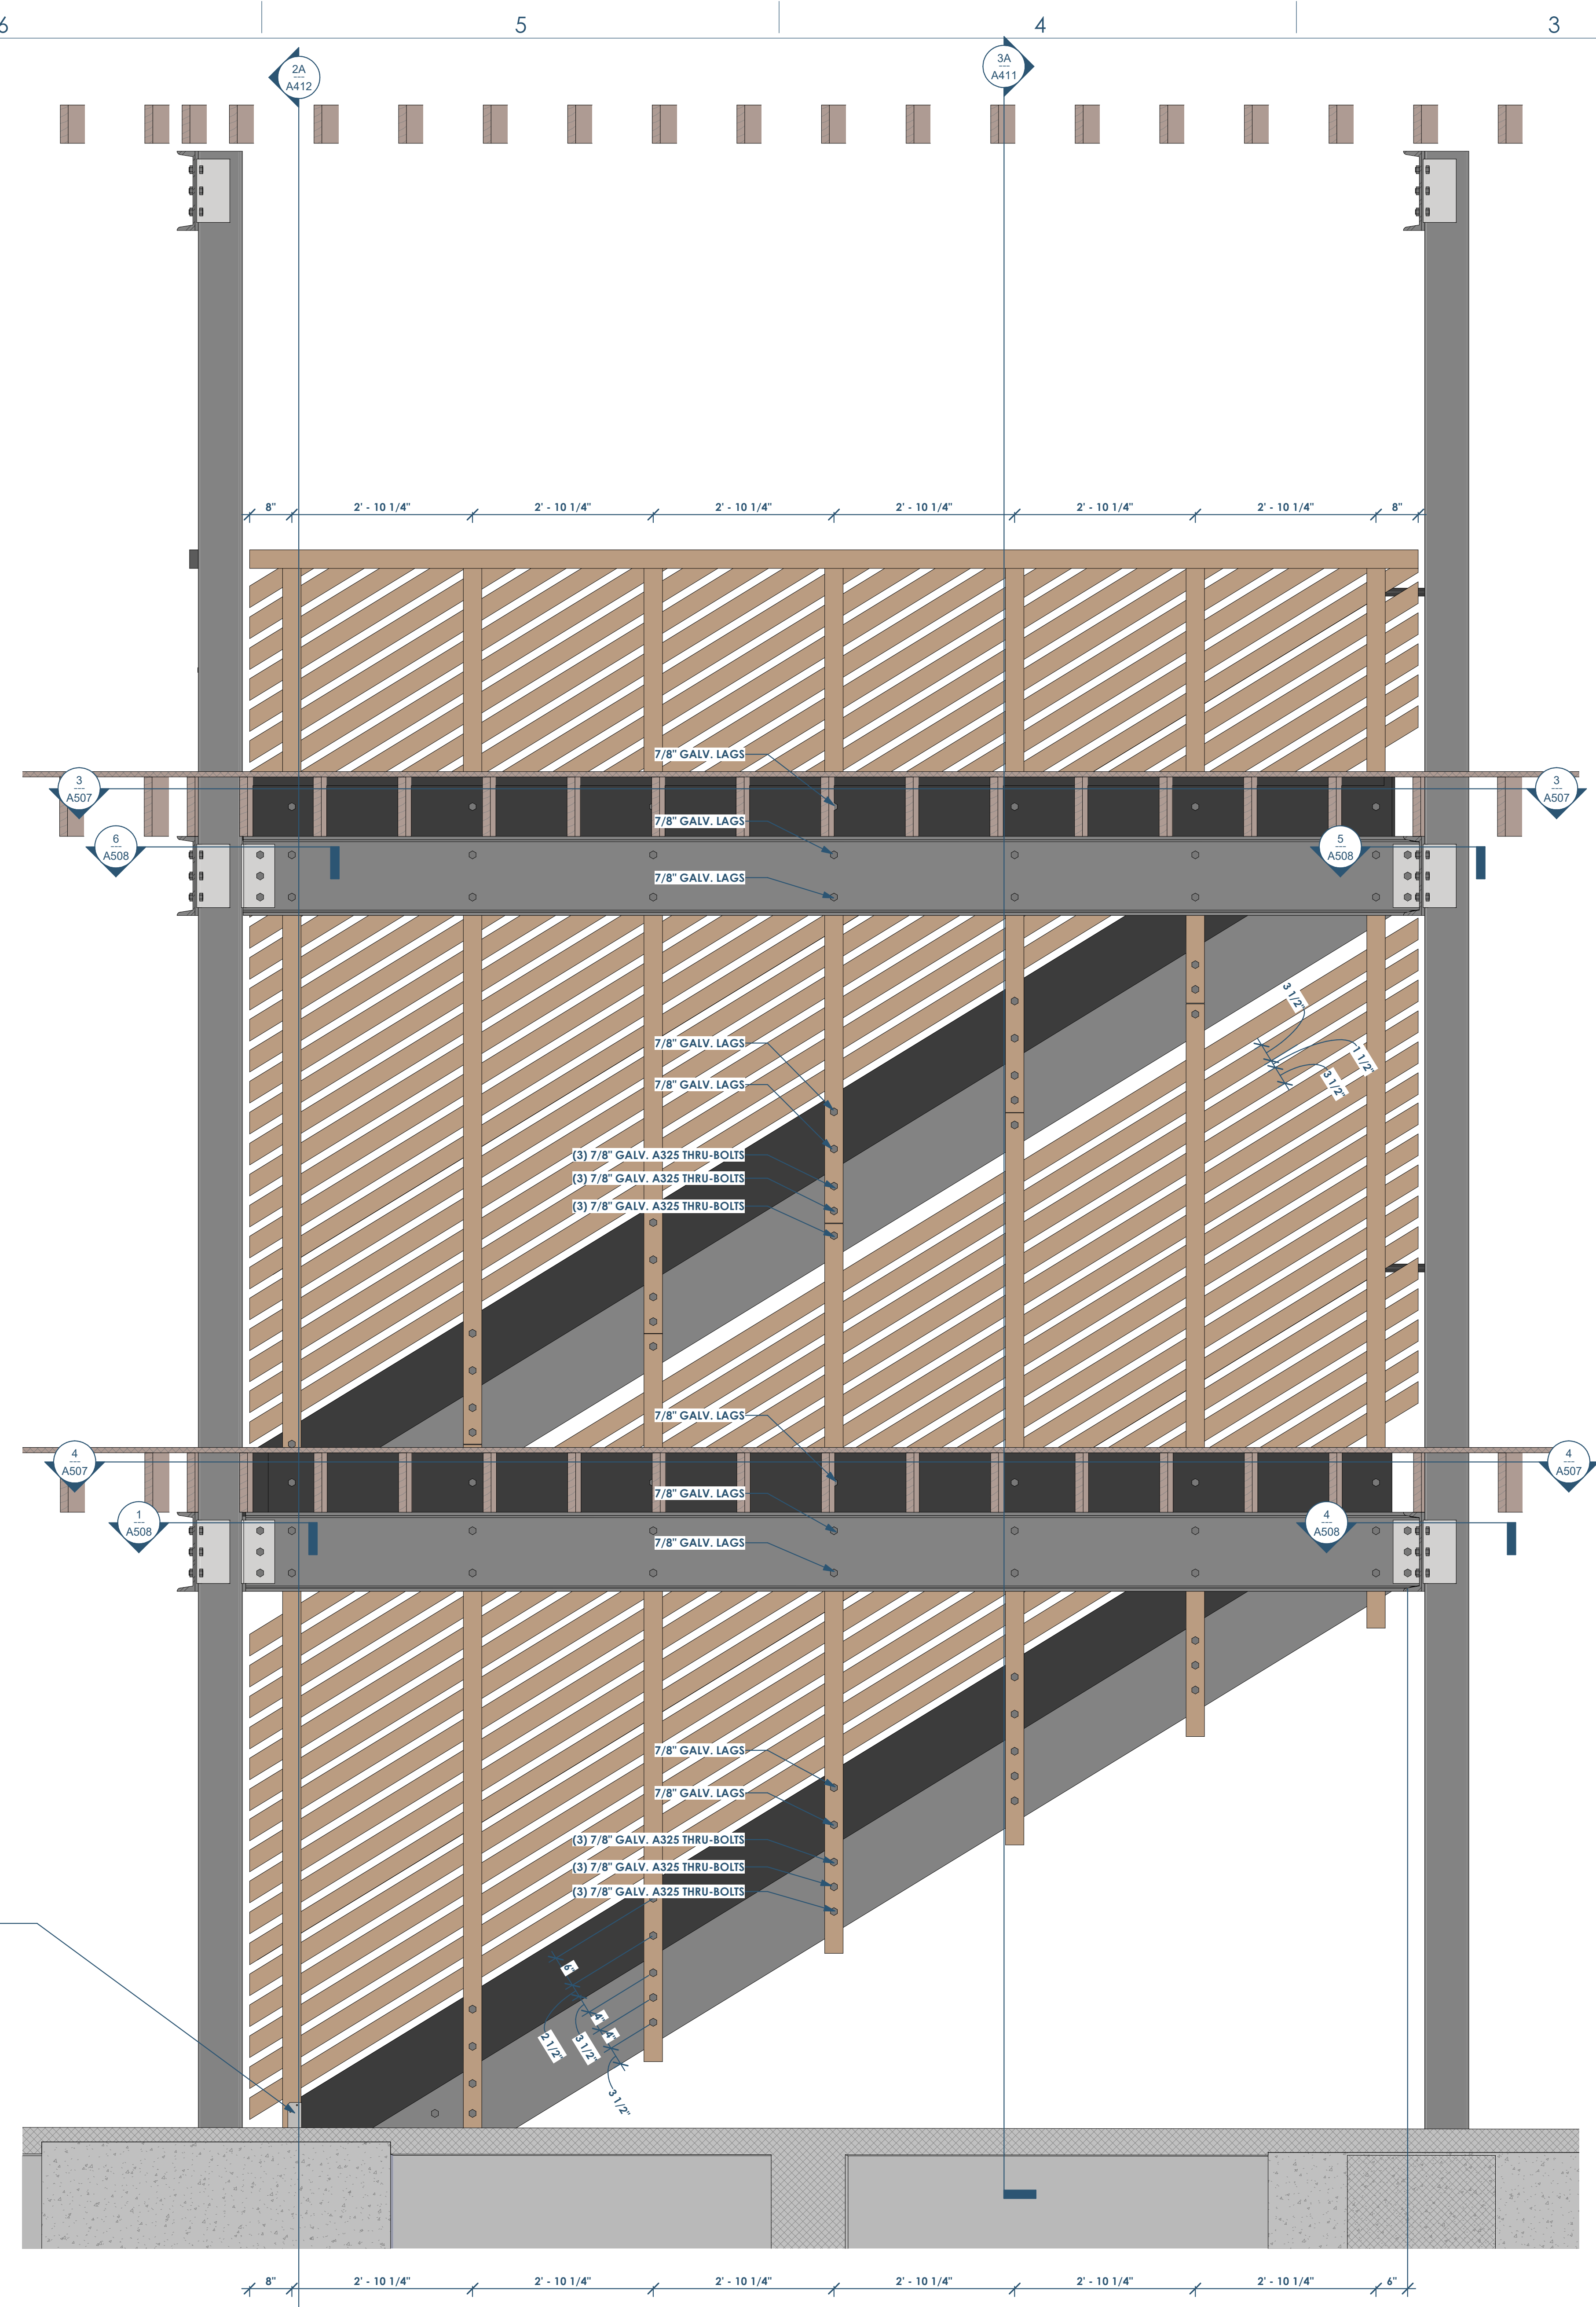 6
5
4
3
2A
---
A412
3A
---
A411
8"
2' - 10 1/4"
2' - 10 1/4"
2' - 10 1/4"
2' - 10 1/4"
2' - 10 1/4"
2' - 10 1/4"
8"
7/8" GALV. LAGS
3
---
A507
3
---
A507
7/8" GALV. LAGS
6
---
A508
5
---
A508
7/8" GALV. LAGS
3 1/2"
1 1/2"
3 1/2"
7/8" GALV. LAGS
7/8" GALV. LAGS
(3) 7/8" GALV. A325 THRU-BOLTS
(3) 7/8" GALV. A325 THRU-BOLTS
(3) 7/8" GALV. A325 THRU-BOLTS
7/8" GALV. LAGS
4
---
A507
4
---
A507
7/8" GALV. LAGS
1
---
A508
4
---
A508
7/8" GALV. LAGS
7/8" GALV. LAGS
7/8" GALV. LAGS
(3) 7/8" GALV. A325 THRU-BOLTS
(3) 7/8" GALV. A325 THRU-BOLTS
(3) 7/8" GALV. A325 THRU-BOLTS
6"
4"
4"
2 1/2"
3 1/2"
3 1/2"
8"
2' - 10 1/4"
2' - 10 1/4"
2' - 10 1/4"
2' - 10 1/4"
2' - 10 1/4"
2' - 10 1/4"
6"